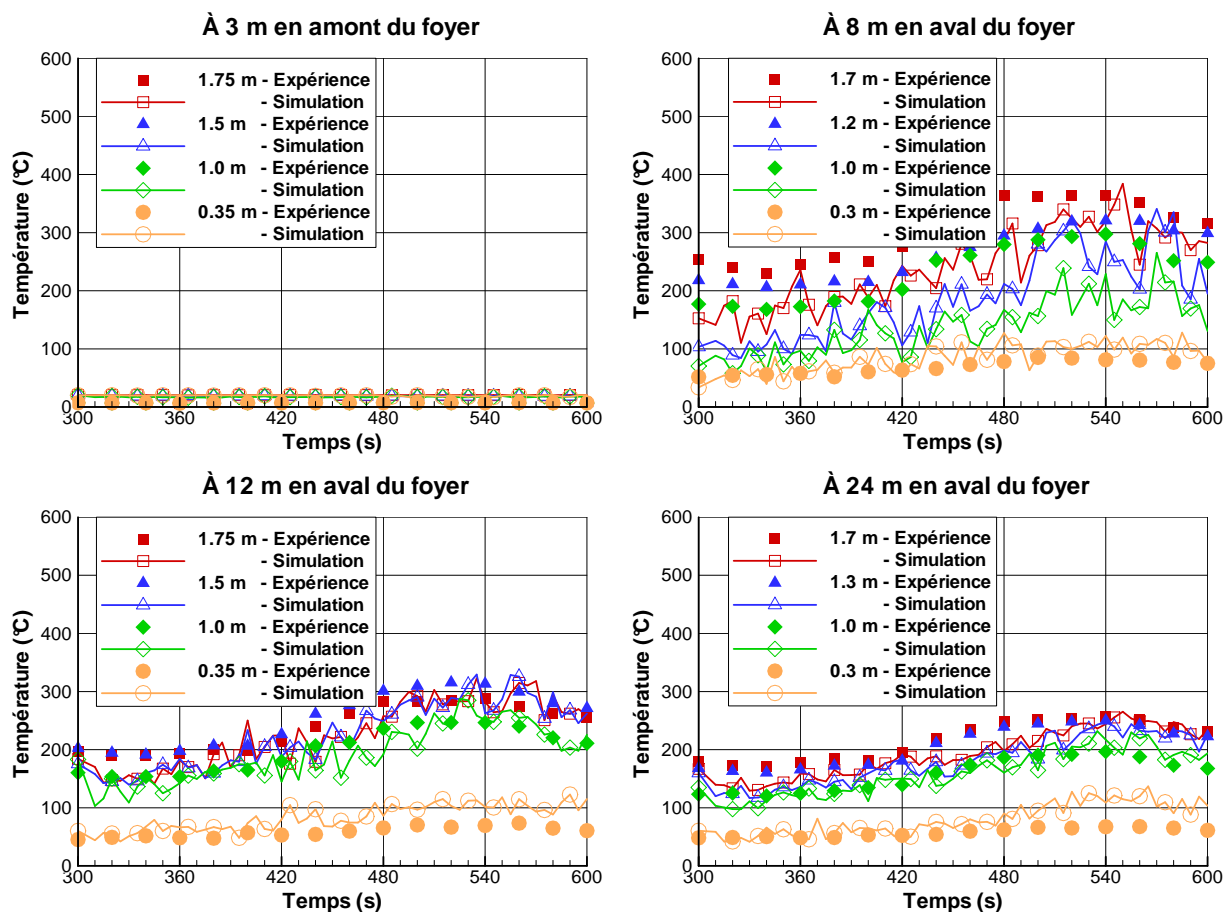 À 3 m en amont du foyer
Température (°C)
600
500
400
300
200
100
0
1.75 m - Expérience
- Simulation
1.5 m - Expérience
- Simulation
1.0 m - Expérience
- Simulation
0.35 m - Expérience
- Simulation
300 360 420 480 540 600
Temps (s)
À 8 m en aval du foyer
Température (°C)
600
500
400
300
200
100
0
1.7 m - Expérience
- Simulation
1.2 m - Expérience
- Simulation
1.0 m - Expérience
- Simulation
0.3 m - Expérience
- Simulation
300 360 420 480 540 600
Temps (s)
À 12 m en aval du foyer
Température (°C)
600
500
400
300
200
100
0
1.75 m - Expérience
- Simulation
1.5 m - Expérience
- Simulation
1.0 m - Expérience
- Simulation
0.35 m - Expérience
- Simulation
300 360 420 480 540 600
Temps (s)
À 24 m en aval du foyer
Température (°C)
600
500
400
300
200
100
0
1.7 m - Expérience
- Simulation
1.3 m - Expérience
- Simulation
1.0 m - Expérience
- Simulation
0.3 m - Expérience
- Simulation
300 360 420 480 540 600
Temps (s)